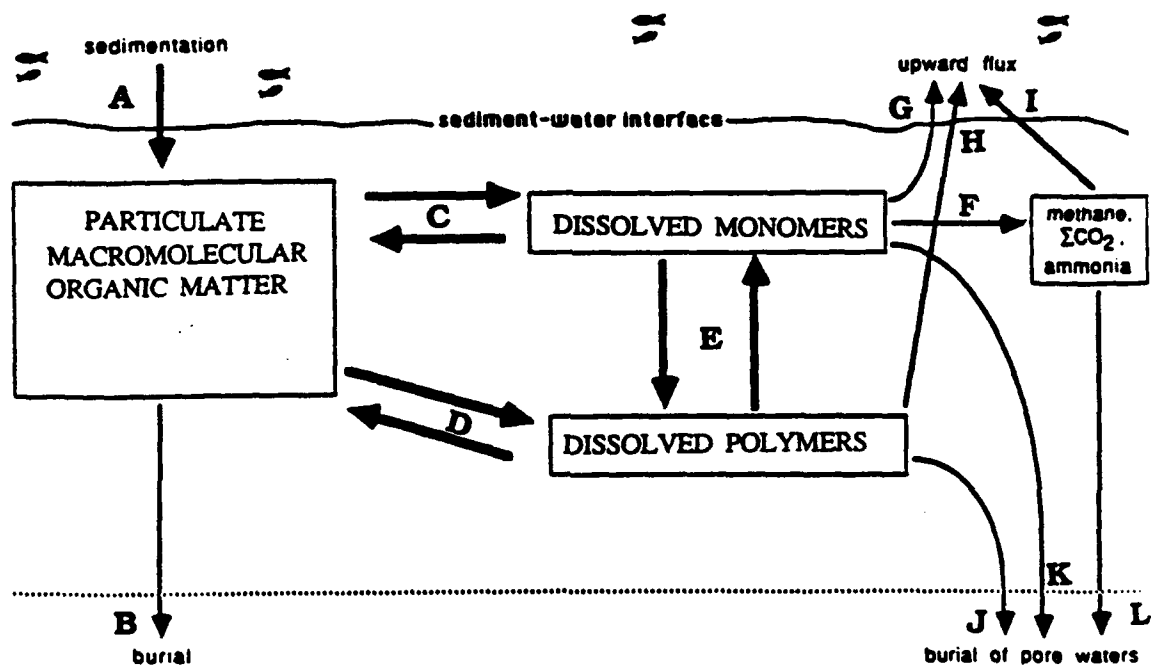 sedimentation
upward flux
A
G
I
sediment-water interface
H
PARTICULATE
MACROMOLECULAR
ORGANIC MATTER
C
DISSOLVED MONOMERS
F
methane,
ΣCO₂,
ammonia
E
D
DISSOLVED POLYMERS
B
J
K
L
burial
burial of pore waters